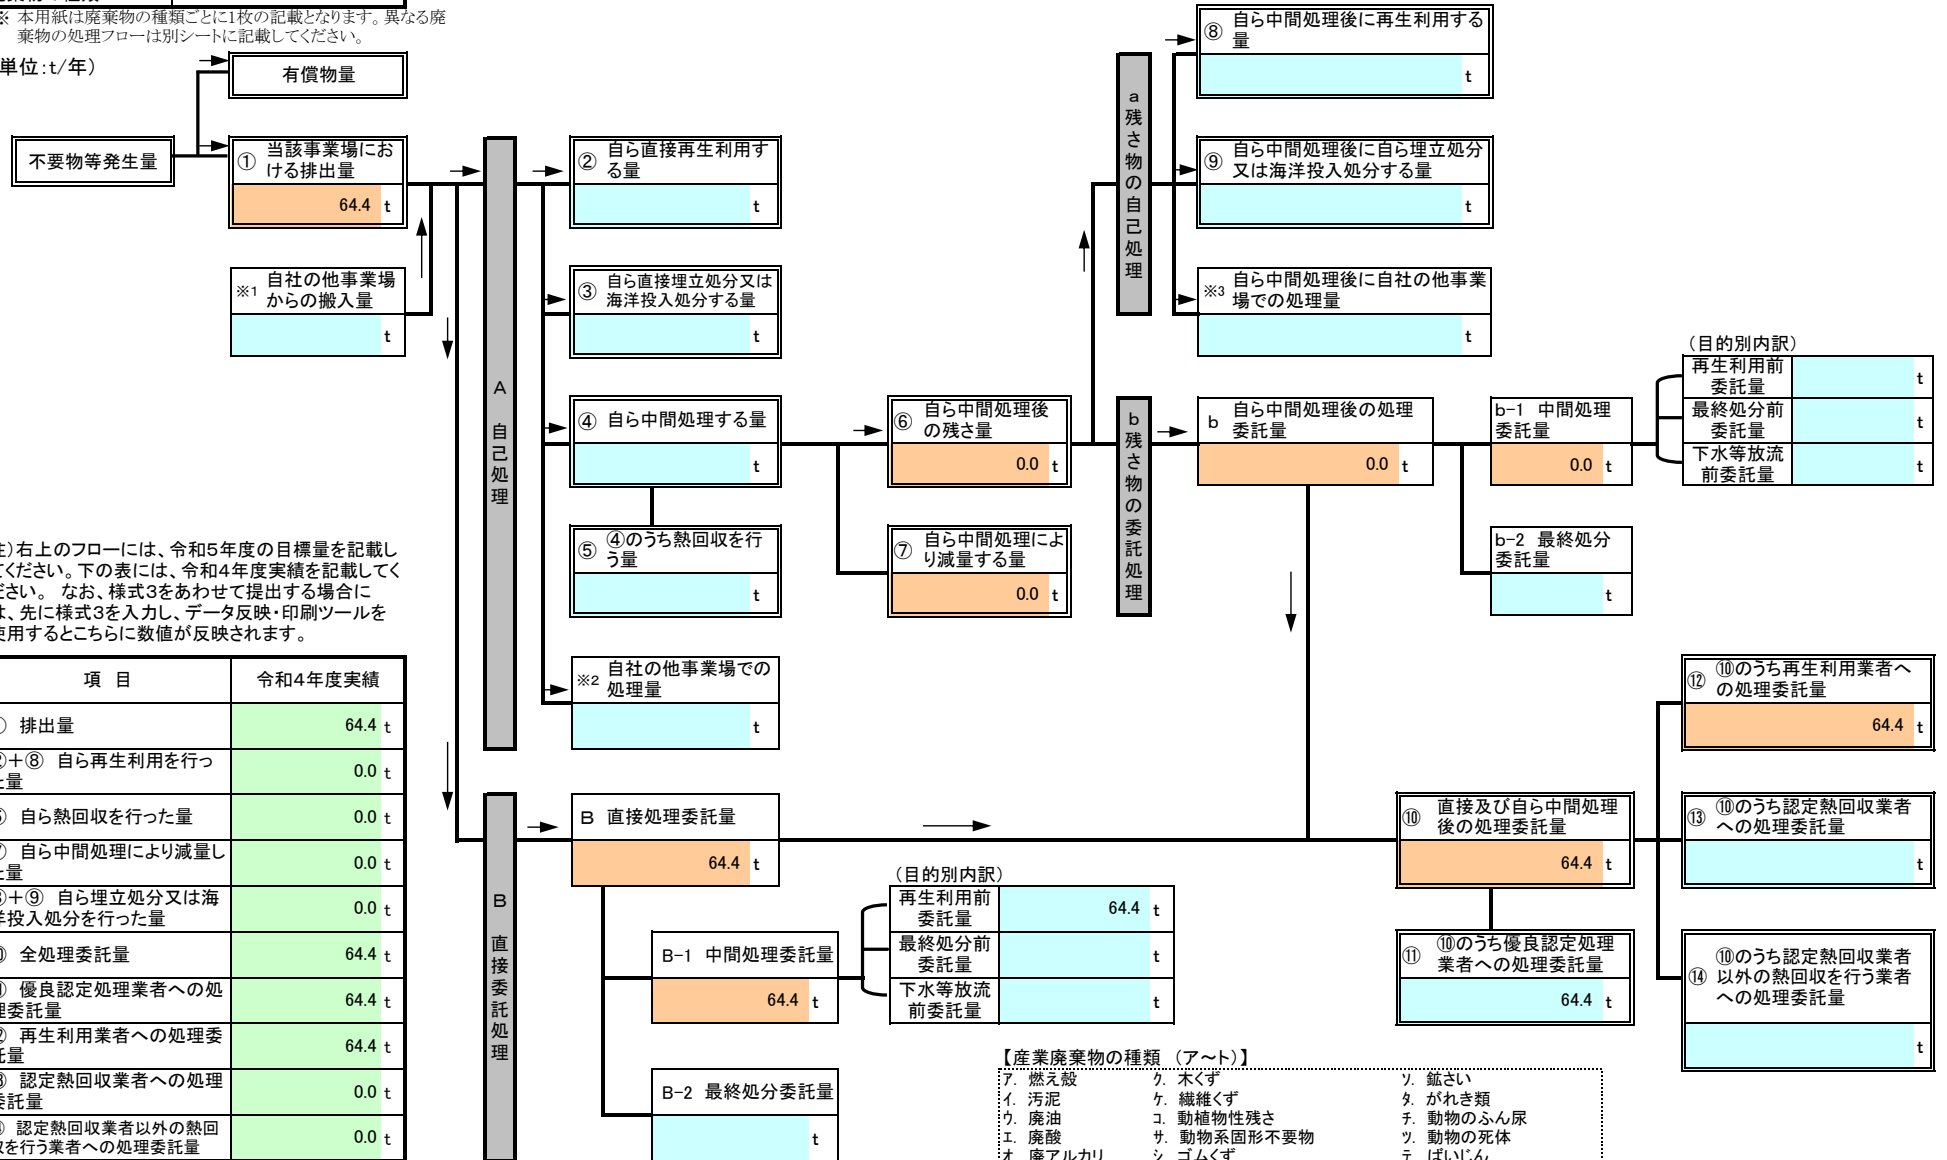 ※ 本用紙は廃棄物の種類ごとに1枚の記載となります。異なる廃
棄物の処理フローは別シートに記載してください。
単位:t/年)
有償物量
不要物等発生量
① 当該事業場にお
ける排出量
64.4 t
※1 自社の他事業場
からの搬入量
t
A 自己処理
② 自ら直接再生利用す
る量
t
③ 自ら直接埋立処分又は
海洋投入処分する量
t
④ 自ら中間処理する量
t
⑤ ④のうち熱回収を行
う量
t
※2 自社の他事業場での
処理量
t
⑥ 自ら中間処理後
の残さ量
0.0 t
⑦ 自ら中間処理によ
り減量する量
0.0 t
a 残さ物の自己処理
⑧ 自ら中間処理後に再生利用する
量
t
⑨ 自ら中間処理後に自ら埋立処分
又は海洋投入処分する量
t
※3 自ら中間処理後に自社の他事業
場での処理量
t
b 残さ物の委託処理
b 自ら中間処理後の処理
委託量
0.0 t
b-1 中間処理
委託量
0.0 t
(目的別内訳)
再生利用前
委託量
t
最終処分前
委託量
t
下水等放流
前委託量
t
b-2 最終処分
委託量
t
)右上のフローには、令和5年度の目標量を記載し
ください。下の表には、令和4年度実績を記載してく
ださい。 なお、様式3をあわせて提出する場合に
は、先に様式3を入力し、データ反映・印刷ツールを
使用するとこちらに数値が反映されます。
項 目 令和4年度実績
排出量 64.4 t
+⑧ 自ら再生利用を行っ
た量 0.0 t
自ら熱回収を行った量 0.0 t
自ら中間処理により減量し
た量 0.0 t
+⑨ 自ら埋立処分又は海
洋投入処分を行った量 0.0 t
全処理委託量 64.4 t
優良認定処理業者への処
理委託量 64.4 t
再生利用業者への処理委
託量 64.4 t
認定熱回収業者への処理
委託量 0.0 t
認定熱回収業者以外の熱回
収を行う業者への処理委託量 0.0 t
B 直接委託処理
B 直接処理委託量
64.4 t
B-1 中間処理委託量
64.4 t
(目的別内訳)
再生利用前
委託量
64.4 t
最終処分前
委託量
t
下水等放流
前委託量
t
B-2 最終処分委託量
t
⑩ 直接及び自ら中間処理
後の処理委託量
64.4 t
⑪ ⑩のうち優良認定処理
業者への処理委託量
64.4 t
⑫ ⑩のうち再生利用業者へ
の処理委託量
64.4 t
⑬ ⑩のうち認定熱回収業者
への処理委託量
t
⑭ ⑩のうち認定熱回収業者
以外の熱回収を行う業者
への処理委託量
t
【産業廃棄物の種類 (ア~ト)】
ア. 燃え殻 ク. 木くず ソ. 鉱さい
イ. 汚泥 ケ. 繊維くず タ. がれき類
ウ. 廃油 コ. 動植物性残さ チ. 動物のふん尿
エ. 廃酸 サ. 動物系固形不要物 ツ. 動物の死体
オ. 廃アルカリ シ. ゴムくず テ. ばいじん